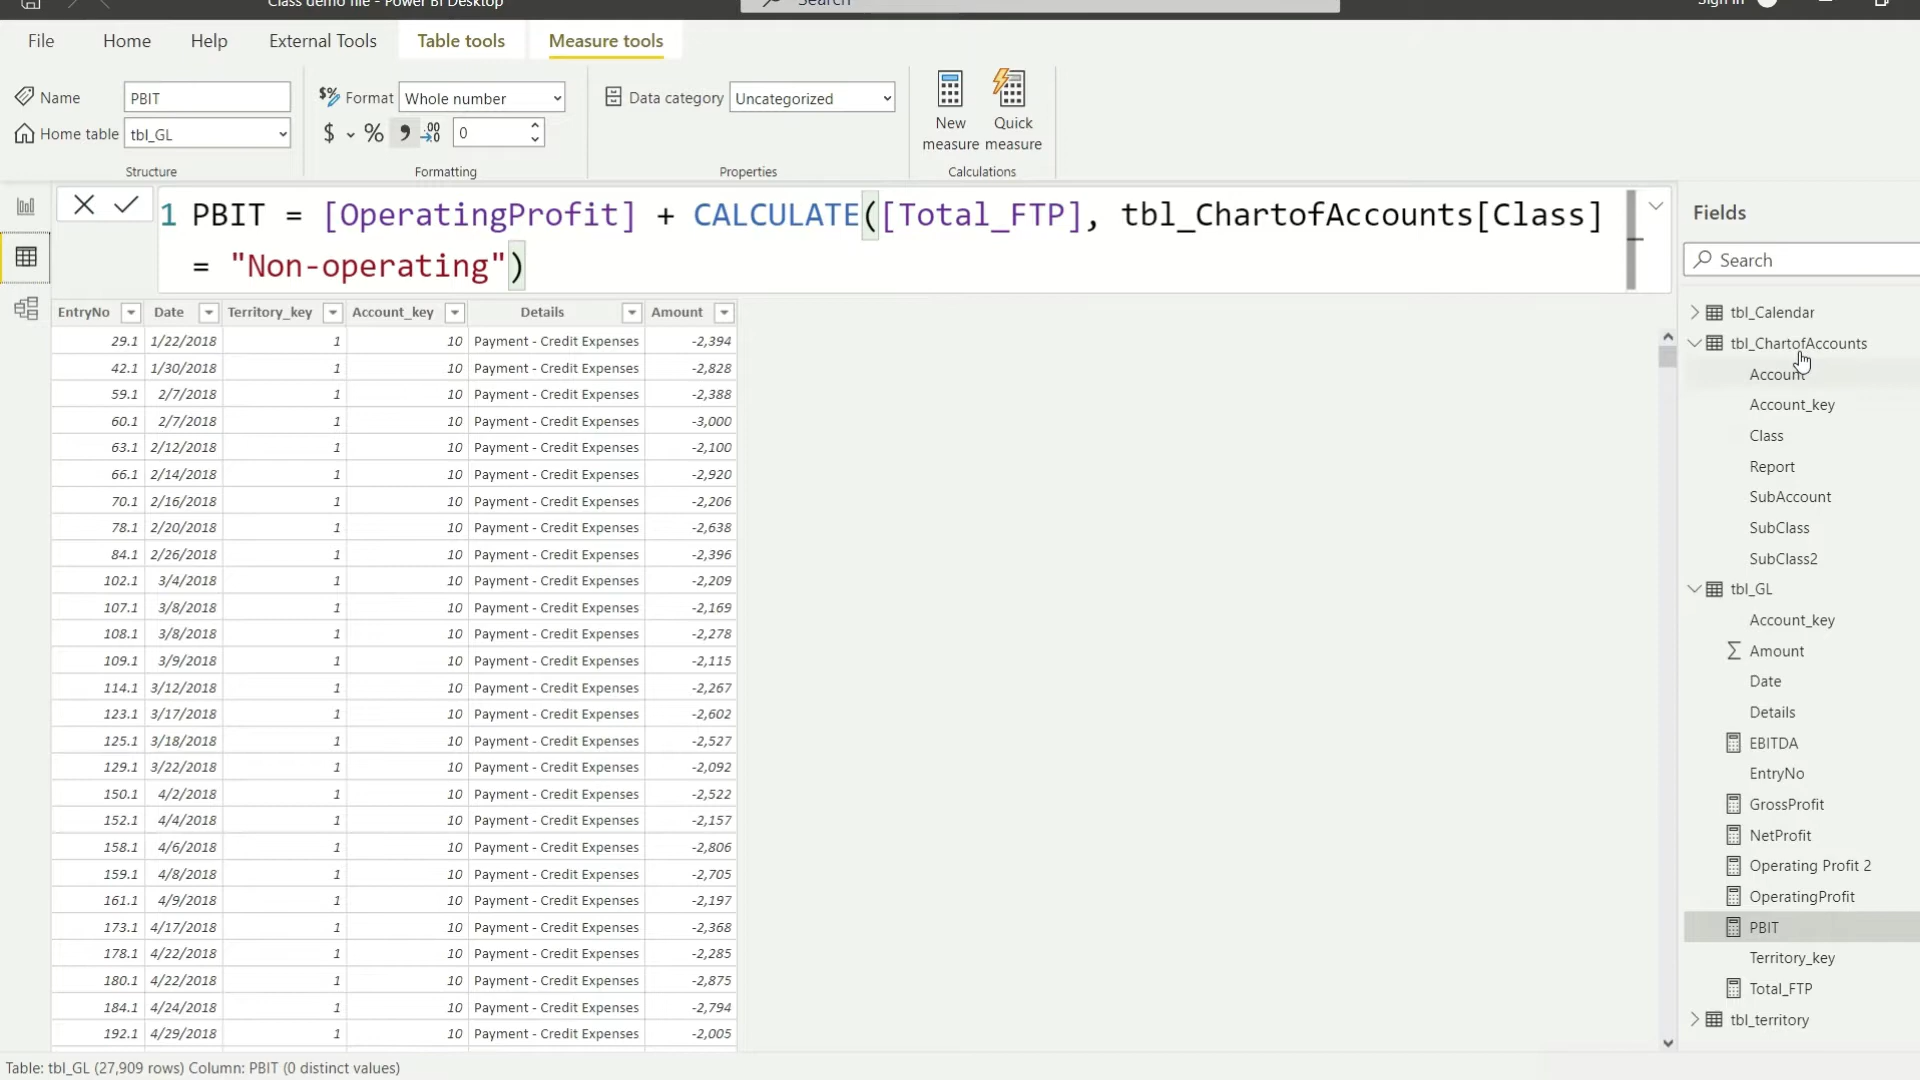 Class demo file - Power BI Desktop
Search
Sign in
File Home Help External Tools Table tools Measure tools
Name PBIT
Format Whole number
Data category Uncategorized
New measure
Quick measure
Home table tbl_GL
$ % , .00 0
Structure Formatting Properties Calculations
1 PBIT = [OperatingProfit] + CALCULATE([Total_FTP], tbl_ChartofAccounts[Class]
= "Non-operating")
EntryNo Date Territory_key Account_key Details Amount
29.1 1/22/2018 1 10 Payment - Credit Expenses -2,394
42.1 1/30/2018 1 10 Payment - Credit Expenses -2,828
59.1 2/7/2018 1 10 Payment - Credit Expenses -2,388
60.1 2/7/2018 1 10 Payment - Credit Expenses -3,000
63.1 2/12/2018 1 10 Payment - Credit Expenses -2,100
66.1 2/14/2018 1 10 Payment - Credit Expenses -2,920
70.1 2/16/2018 1 10 Payment - Credit Expenses -2,206
78.1 2/20/2018 1 10 Payment - Credit Expenses -2,638
84.1 2/26/2018 1 10 Payment - Credit Expenses -2,396
102.1 3/4/2018 1 10 Payment - Credit Expenses -2,209
107.1 3/8/2018 1 10 Payment - Credit Expenses -2,169
108.1 3/8/2018 1 10 Payment - Credit Expenses -2,278
109.1 3/9/2018 1 10 Payment - Credit Expenses -2,115
114.1 3/12/2018 1 10 Payment - Credit Expenses -2,267
123.1 3/17/2018 1 10 Payment - Credit Expenses -2,602
125.1 3/18/2018 1 10 Payment - Credit Expenses -2,527
129.1 3/22/2018 1 10 Payment - Credit Expenses -2,092
150.1 4/2/2018 1 10 Payment - Credit Expenses -2,522
152.1 4/4/2018 1 10 Payment - Credit Expenses -2,157
158.1 4/6/2018 1 10 Payment - Credit Expenses -2,806
159.1 4/8/2018 1 10 Payment - Credit Expenses -2,705
161.1 4/9/2018 1 10 Payment - Credit Expenses -2,197
173.1 4/17/2018 1 10 Payment - Credit Expenses -2,368
178.1 4/22/2018 1 10 Payment - Credit Expenses -2,285
180.1 4/22/2018 1 10 Payment - Credit Expenses -2,875
184.1 4/24/2018 1 10 Payment - Credit Expenses -2,794
192.1 4/29/2018 1 10 Payment - Credit Expenses -2,005
Fields
Search
tbl_Calendar
tbl_ChartofAccounts
Account
Account_key
Class
Report
SubAccount
SubClass
SubClass2
tbl_GL
Account_key
Amount
Date
Details
EBITDA
EntryNo
GrossProfit
NetProfit
Operating Profit 2
OperatingProfit
PBIT
Territory_key
Total_FTP
tbl_territory
Table: tbl_GL (27,909 rows) Column: PBIT (0 distinct values)